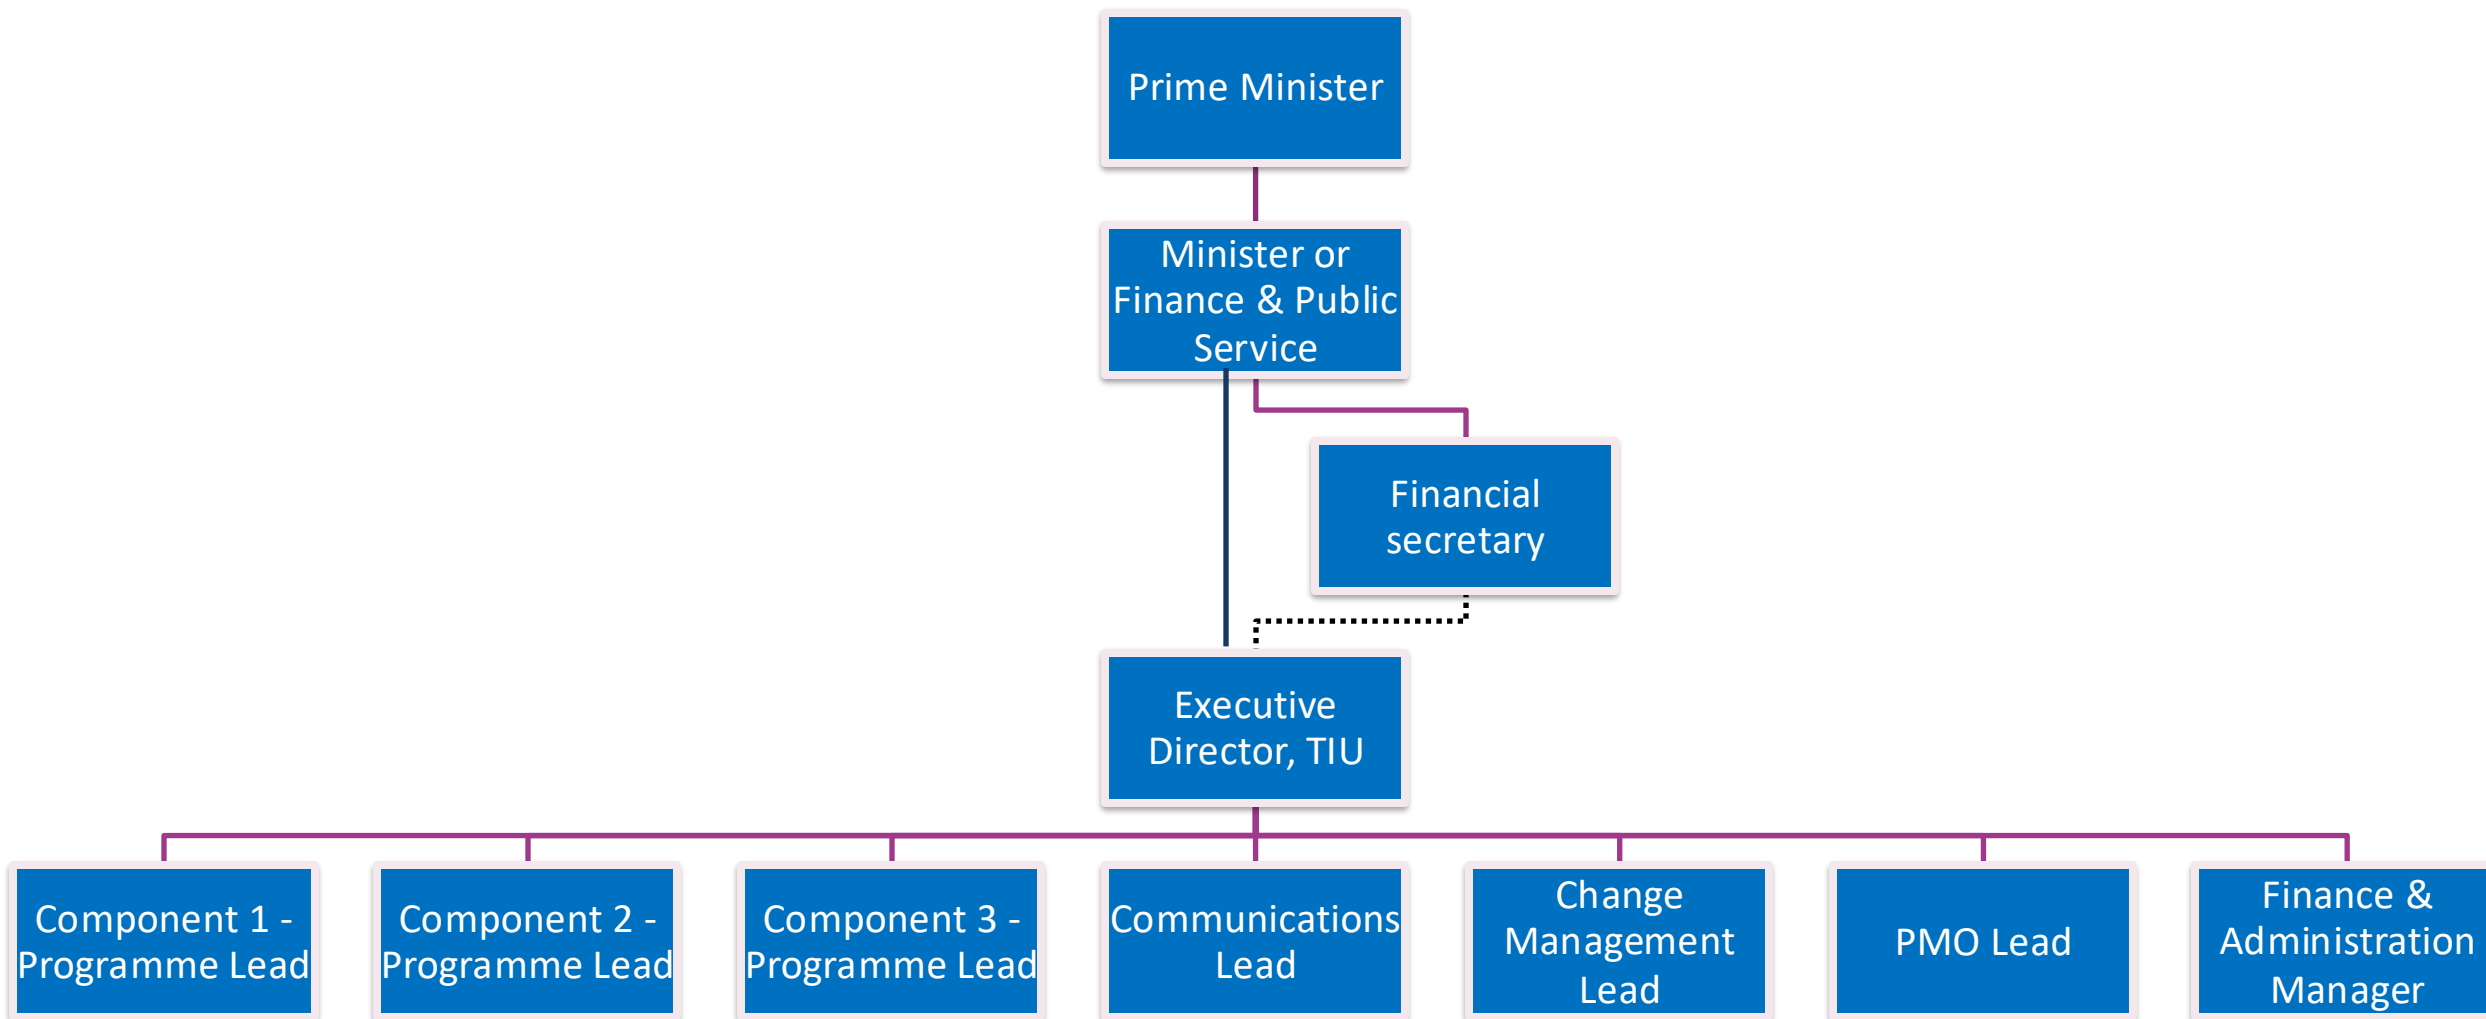 Prime Minister
Minister or
Finance & Public
Service
Financial
secretary
Executive
Director, TIU
Component 1 -
Programme Lead
Component 2 -
Programme Lead
Component 3 -
Programme Lead
Communications
Lead
Change
Management
Lead
PMO Lead
Finance &
Administration
Manager